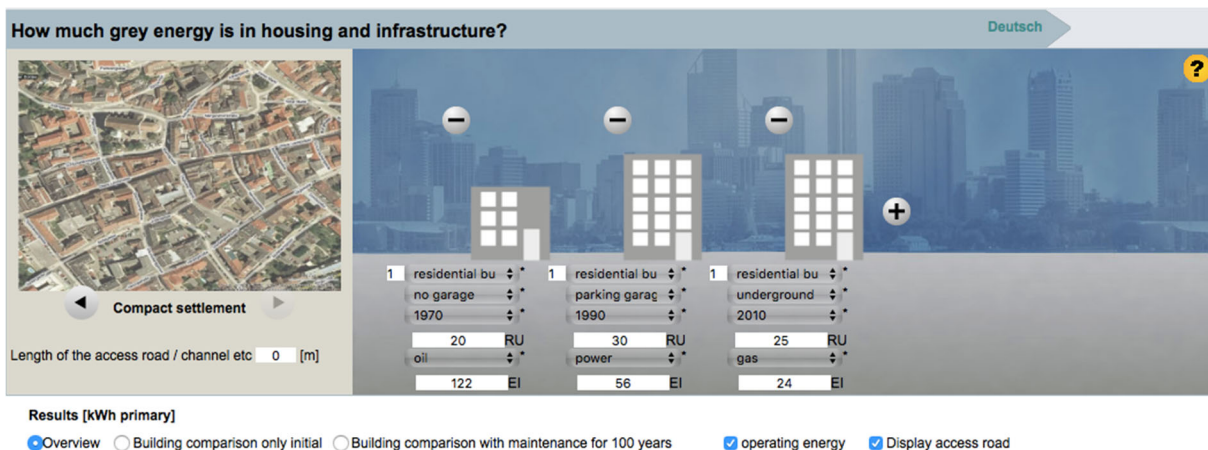 How much grey energy is in housing and infrastructure?
Deutsch
?
1 residential bu * 1 residential bu * 1 residential bu *
no garage * parking garag * underground *
1970 * 1990 * 2010 *
20 RU 30 RU 25 RU
oil * power * gas *
122 EI 56 EI 24 EI
Compact settlement
Length of the access road / channel etc 0 [m]
Results [kWh primary]
Overview Building comparison only initial Building comparison with maintenance for 100 years operating energy Display access road